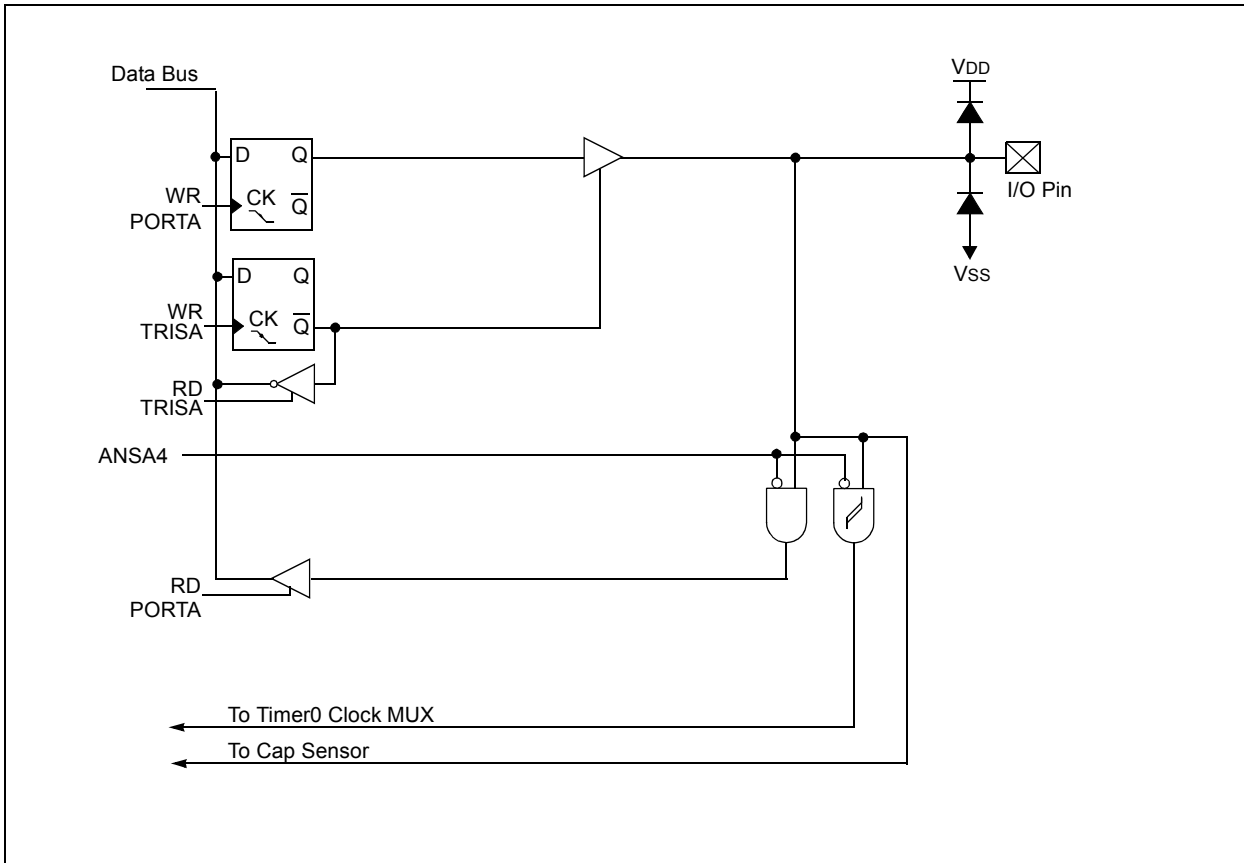 Data Bus
VDD
D Q
WR
PORTA
CK Q
I/O Pin
D Q
VSS
WR
TRISA
CK Q
RD
TRISA
ANSA4
RD
PORTA
To Timer0 Clock MUX
To Cap Sensor